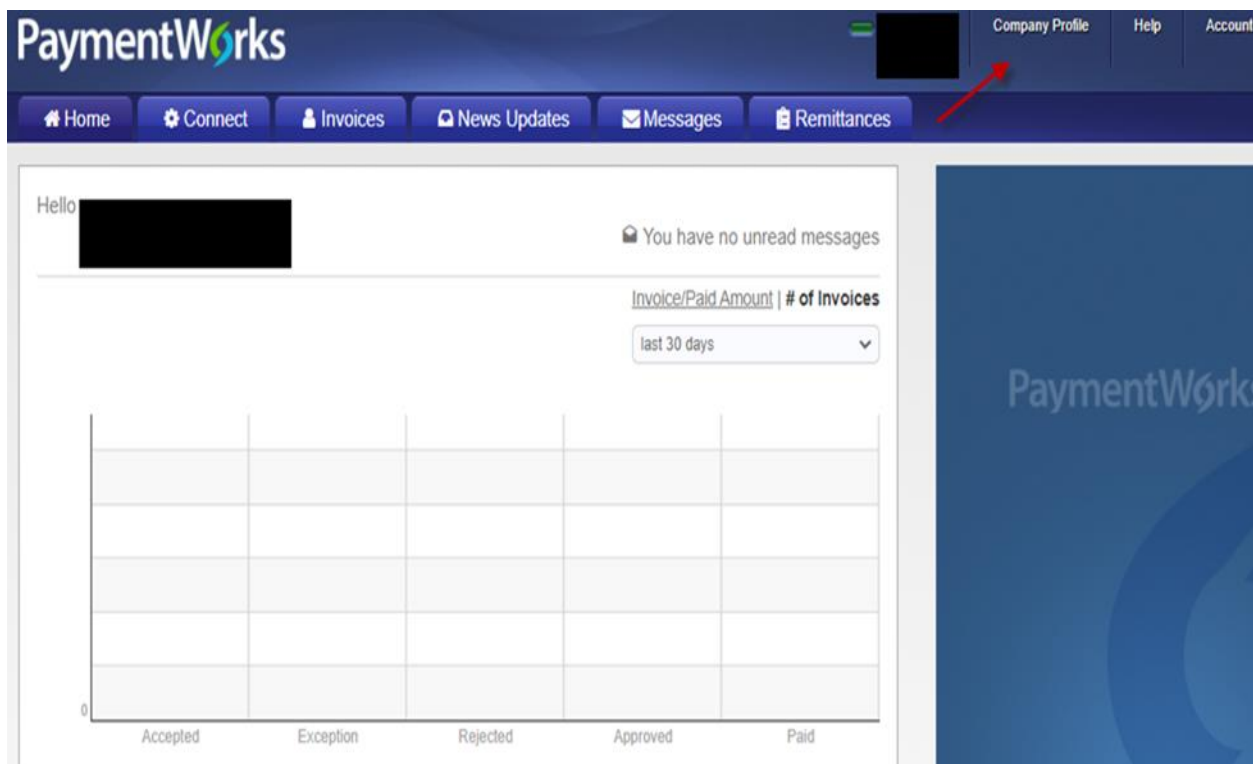 PaymentWorks
Company Profile Help Account
Home Connect Invoices News Updates Messages Remittances
Hello
You have no unread messages
Invoice/Paid Amount | # of Invoices
last 30 days
PaymentWorks
0
Accepted Exception Rejected Approved Paid